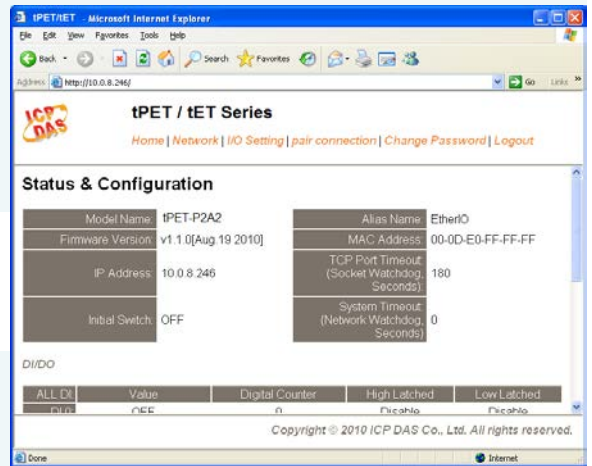 tPET/tET - Microsoft Internet Explorer
File Edit View Favorites Tools Help
Back Search Favorites
Address http://10.0.8.246/ Go Links »
ICP DAS
tPET / tET Series
Home | Network | I/O Setting | pair connection | Change Password | Logout
Status & Configuration
Model Name: tPET-P2A2 Alias Name: EtherIO
Firmware Version: v1.1.0[Aug.19 2010] MAC Address: 00-0D-E0-FF-FF-FF
IP Address: 10.0.8.246 TCP Port Timeout (Socket Watchdog, Seconds): 180
Initial Switch: OFF System Timeout (Network Watchdog, Seconds) 0
DI/DO
ALL DI: Value Digital Counter High Latched Low Latched
DI0: OFF 0 Disable Disable
Copyright © 2010 ICP DAS Co., Ltd. All rights reserved.
Done Internet